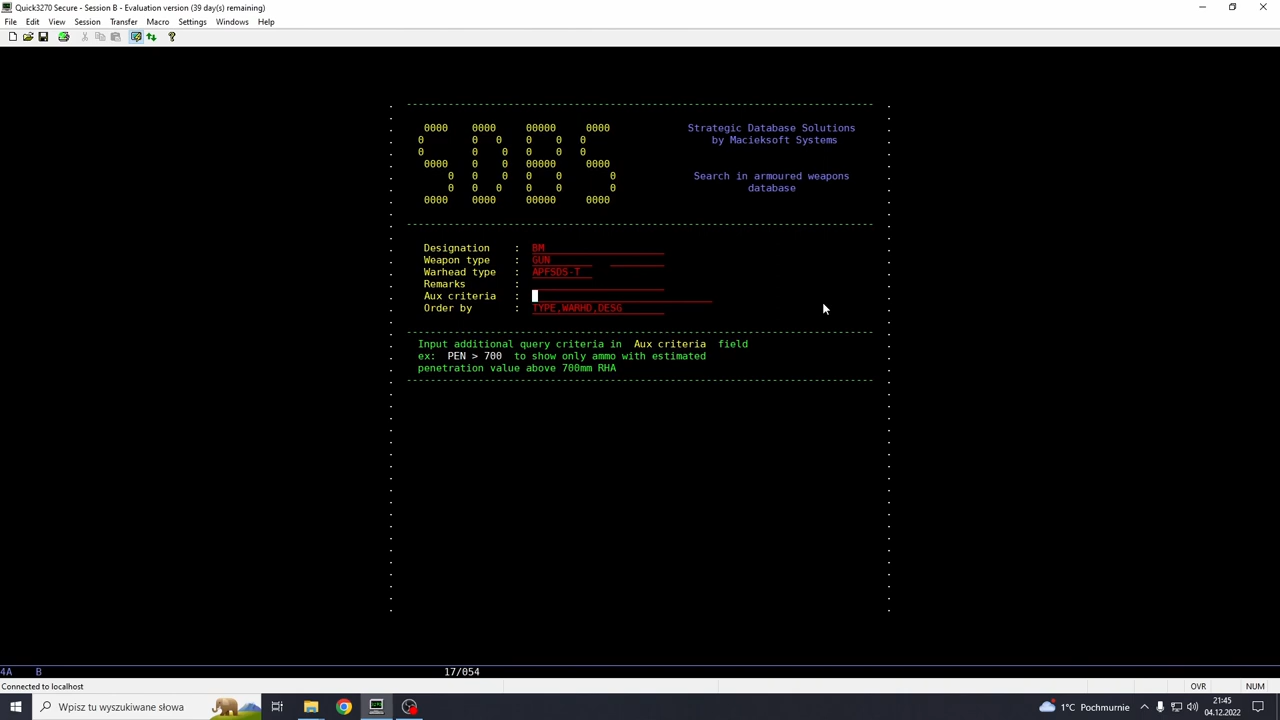 Quick3270 Secure - Session B - Evaluation version (39 day(s) remaining)
File Edit View Session Transfer Macro Settings Windows Help
SDBS
Strategic Database Solutions
by Macieksoft Systems
Search in armoured weapons
database
Designation : BM
Weapon type : GUN
Warhead type : APFSDS-T
Remarks :
Aux criteria :
Order by : TYPE,WARHD,DESG
Input additional query criteria in Aux criteria field
ex: PEN > 700 to show only ammo with estimated
penetration value above 700mm RHA
4A B 17/054
Connected to localhost OVR NUM
Wpisz tu wyszukiwane słowa 1°C Pochmurnie 21:45
04.12.2022